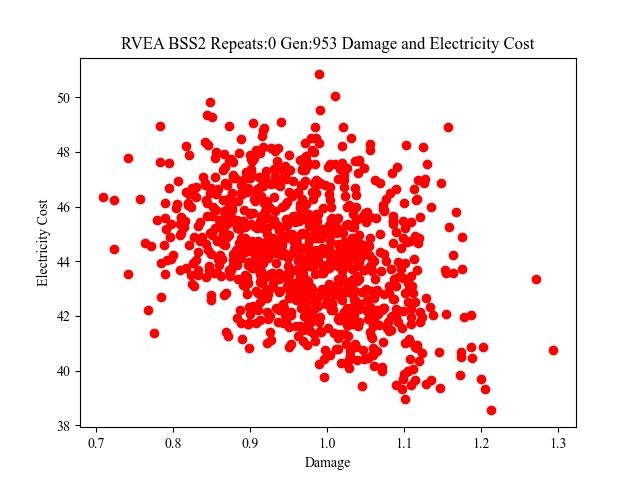 RVEA BSS2 Repeats:0 Gen:953 Damage and Electricity Cost
50
48
46
44
42
40
38
Electricity Cost
0.7 0.8 0.9 1.0 1.1 1.2 1.3
Damage